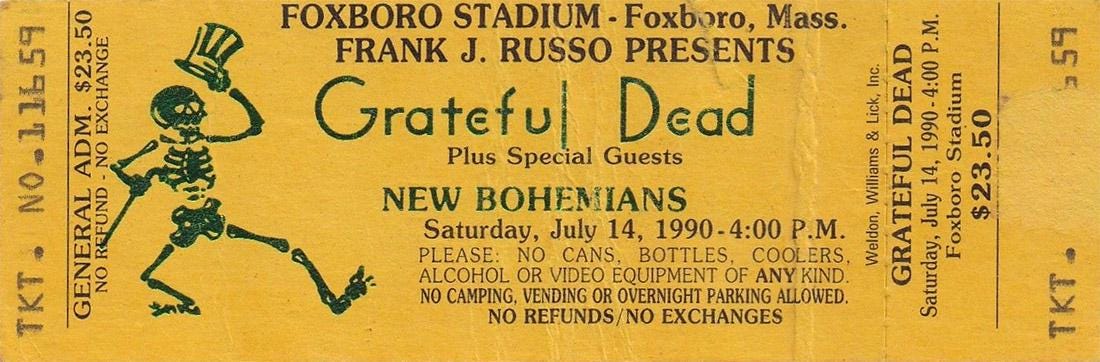 TKT. NO.11659
GENERAL ADM. $23.50
NO REFUND - NO EXCHANGE
FOXBORO STADIUM - Foxboro, Mass.
FRANK J. RUSSO PRESENTS
Grateful Dead
Plus Special Guests
NEW BOHEMIANS
Saturday, July 14, 1990 - 4:00 P.M.
PLEASE: NO CANS, BOTTLES, COOLERS,
ALCOHOL OR VIDEO EQUIPMENT OF ANY KIND.
NO CAMPING, VENDING OR OVERNIGHT PARKING ALLOWED.
NO REFUNDS/NO EXCHANGES
Weldon, Williams & Lick, Inc.
GRATEFUL DEAD
Saturday, July 14, 1990 - 4:00 P.M.
Foxboro Stadium
$23.50
TKT. 59